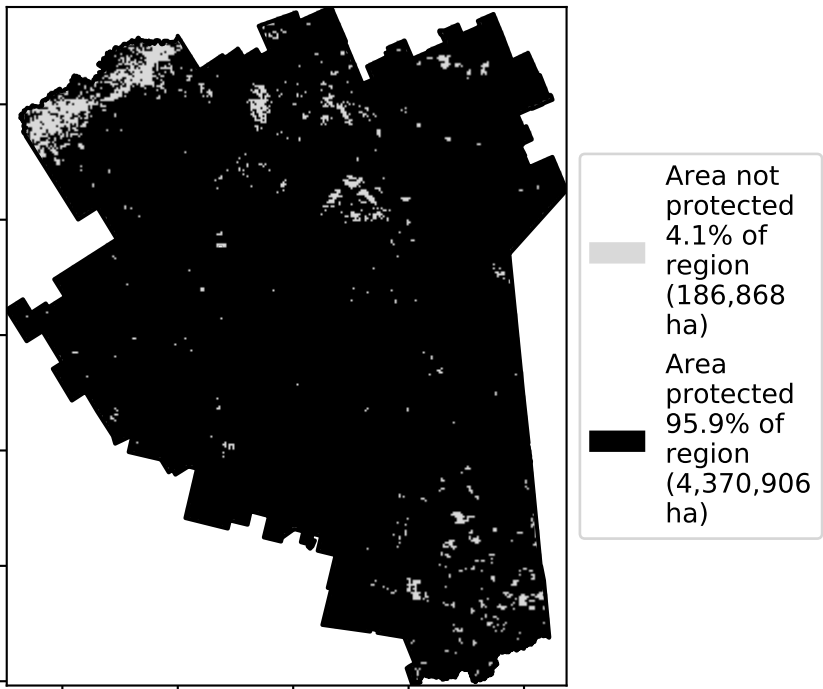 Area not
protected
4.1% of
region
(186,868
ha)
Area
protected
95.9% of
region
(4,370,906
ha)